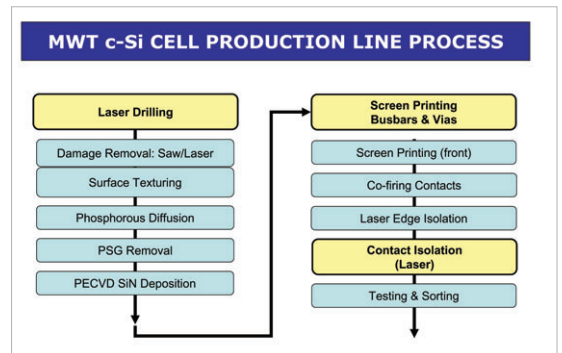 MWT c-Si CELL PRODUCTION LINE PROCESS
Laser Drilling
Damage Removal: Saw/Laser
Surface Texturing
Phosphorous Diffusion
PSG Removal
PECVD SiN Deposition
Screen Printing
Busbars & Vias
Screen Printing (front)
Co-firing Contacts
Laser Edge Isolation
Contact Isolation
(Laser)
Testing & Sorting